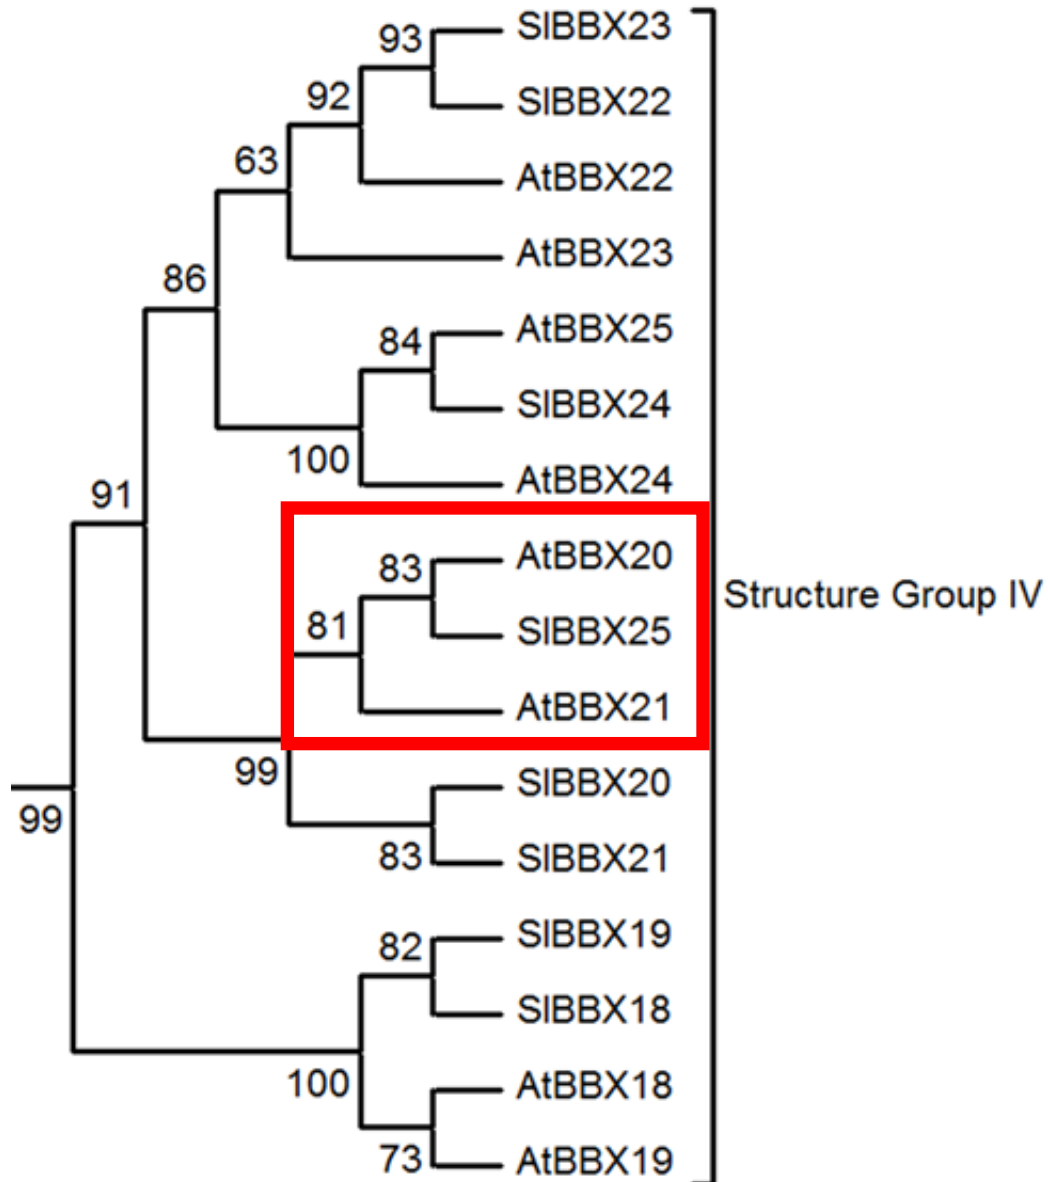 93
SlBBX23
92
SlBBX22
63
AtBBX22
86
AtBBX23
84
AtBBX25
SlBBX24
100
AtBBX24
91
83
AtBBX20
Structure Group IV
81
SlBBX25
AtBBX21
99
SlBBX20
99
83
SlBBX21
82
SlBBX19
SlBBX18
100
AtBBX18
73
AtBBX19